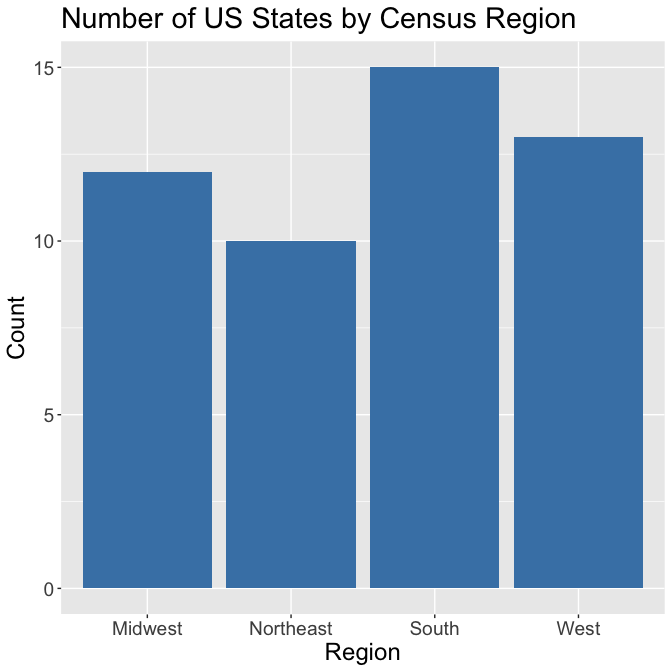 Number of US States by Census Region
Count
15
10
5
0
Midwest Northeast South West
Region